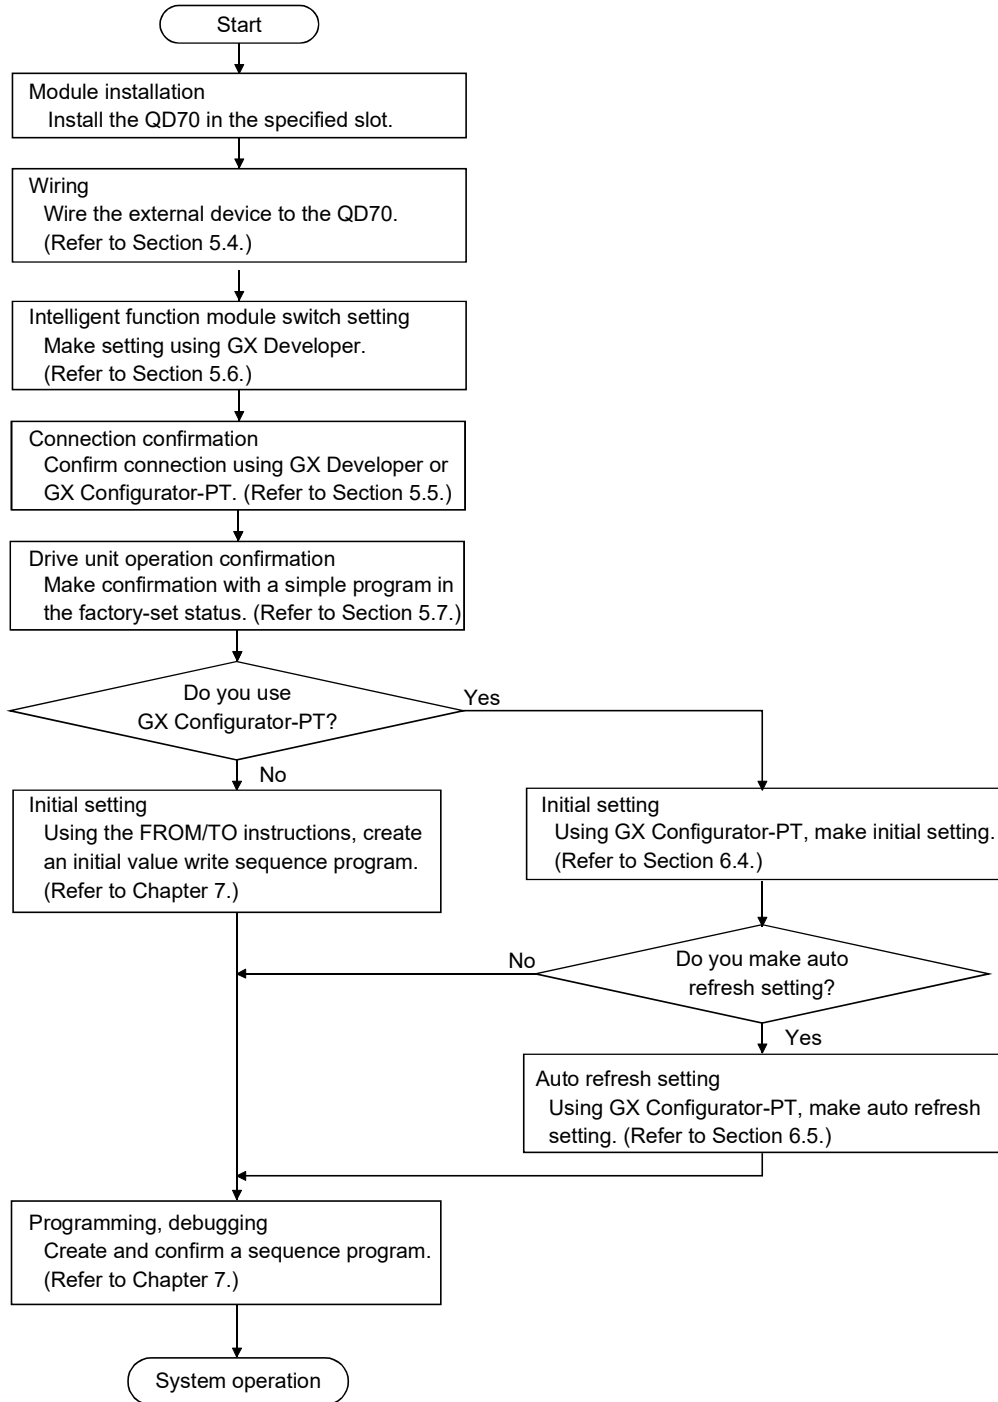 Start
Module installation
Install the QD70 in the specified slot.
Wiring
Wire the external device to the QD70.
(Refer to Section 5.4.)
Intelligent function module switch setting
Make setting using GX Developer.
(Refer to Section 5.6.)
Connection confirmation
Confirm connection using GX Developer or
GX Configurator-PT. (Refer to Section 5.5.)
Drive unit operation confirmation
Make confirmation with a simple program in
the factory-set status. (Refer to Section 5.7.)
Do you use
GX Configurator-PT?
Yes
No
Initial setting
Using the FROM/TO instructions, create
an initial value write sequence program.
(Refer to Chapter 7.)
Initial setting
Using GX Configurator-PT, make initial setting.
(Refer to Section 6.4.)
Do you make auto
refresh setting?
No
Yes
Auto refresh setting
Using GX Configurator-PT, make auto refresh
setting. (Refer to Section 6.5.)
Programming, debugging
Create and confirm a sequence program.
(Refer to Chapter 7.)
System operation